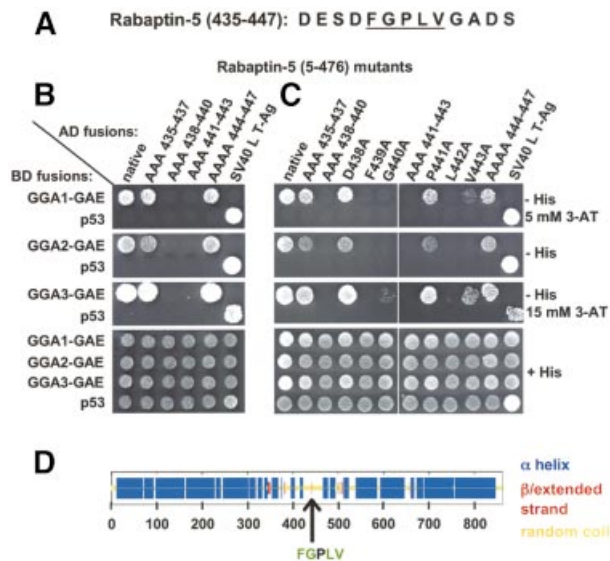 A Rabaptin-5 (435-447): D E S D F G P L V G A D S
Rabaptin-5 (5-476) mutants
B
AD fusions:
BD fusions:
native
AAA 435-437
AAA 438-440
AAA 441-443
AAAA 444-447
SV40 L T-Ag
GGA1-GAE
p53
GGA2-GAE
p53
GGA3-GAE
p53
GGA1-GAE
GGA2-GAE
GGA3-GAE
p53
C
native
AAA 435-437
AAA 438-440
D438A
F439A
G440A
AAA 441-443
P441A
L442A
V443A
AAAA 444-447
SV40 L T-Ag
- His
5 mM 3-AT
- His
- His
15 mM 3-AT
+ His
D
0 100 200 300 400 500 600 700 800
FGPLV
α helix
β/extended
strand
random coil